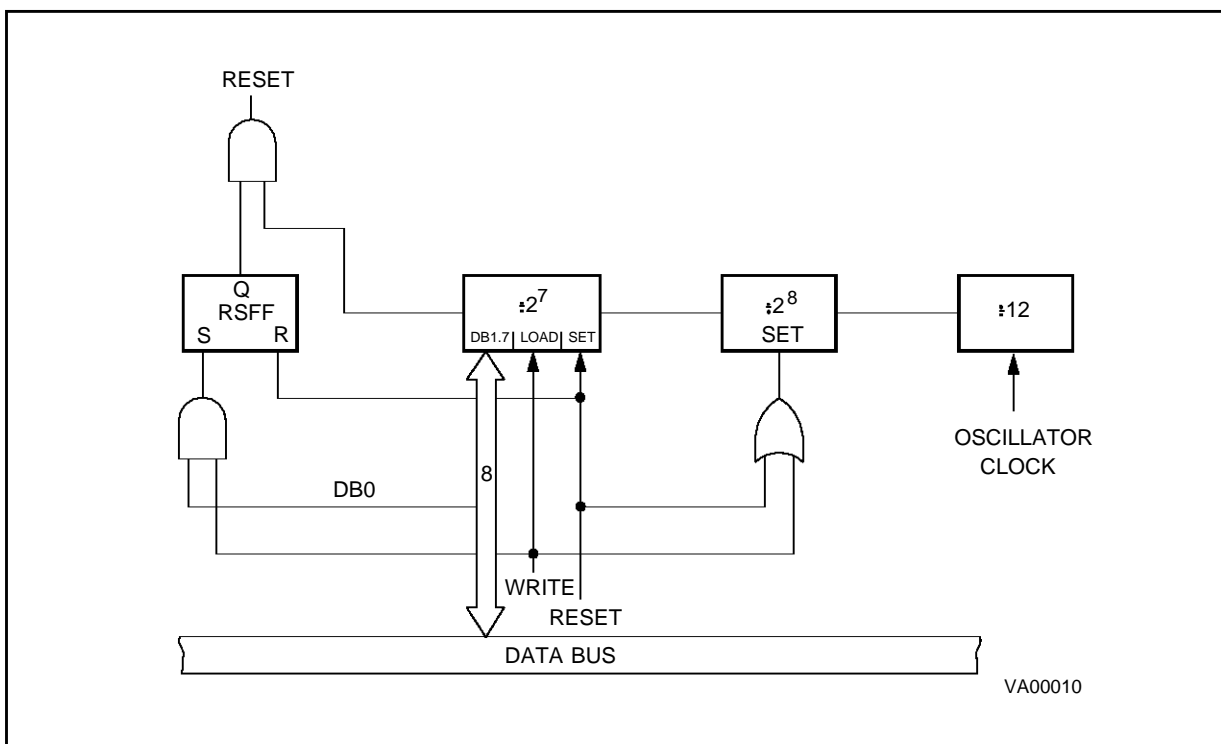 RESET
Q
RSFF
S R
÷2⁷
DB1.7 LOAD SET
÷2⁸
SET
÷12
OSCILLATOR
CLOCK
8
DB0
WRITE
RESET
DATA BUS
VA00010